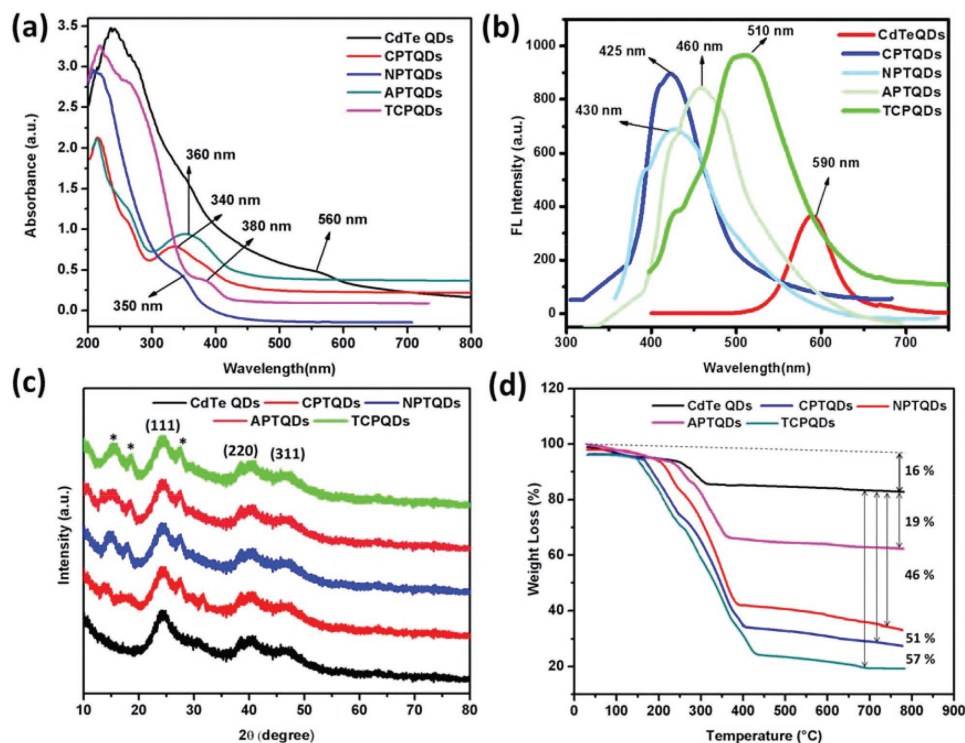 (a)
3.5
3.0
2.5
2.0
1.5
1.0
0.5
0.0
Absorbance (a.u.)
CdTe QDs
CPTQDs
NPTQDs
APTQDs
TCPQDs
360 nm
340 nm
380 nm
560 nm
350 nm
200 300 400 500 600 700 800
Wavelength(nm)
(b)
1000
800
600
400
200
0
FL Intensity (a.u.)
425 nm
460 nm
510 nm
430 nm
590 nm
CdTeQDs
CPTQDs
NPTQDs
APTQDs
TCPQDs
300 400 500 600 700
Wavelength(nm)
(c)
CdTe QDs CPTQDs NPTQDs
APTQDs TCPQDs
* * (111) * (220) (311)
Intensity (a.u.)
10 20 30 40 50 60 70 80
2θ (degree)
(d)
120
100
80
60
40
20
Weight Loss (%)
CdTe QDs CPTQDs NPTQDs
APTQDs TCPQDs
16 %
19 %
46 %
51 %
57 %
0 100 200 300 400 500 600 700 800 900
Temperature (°C)